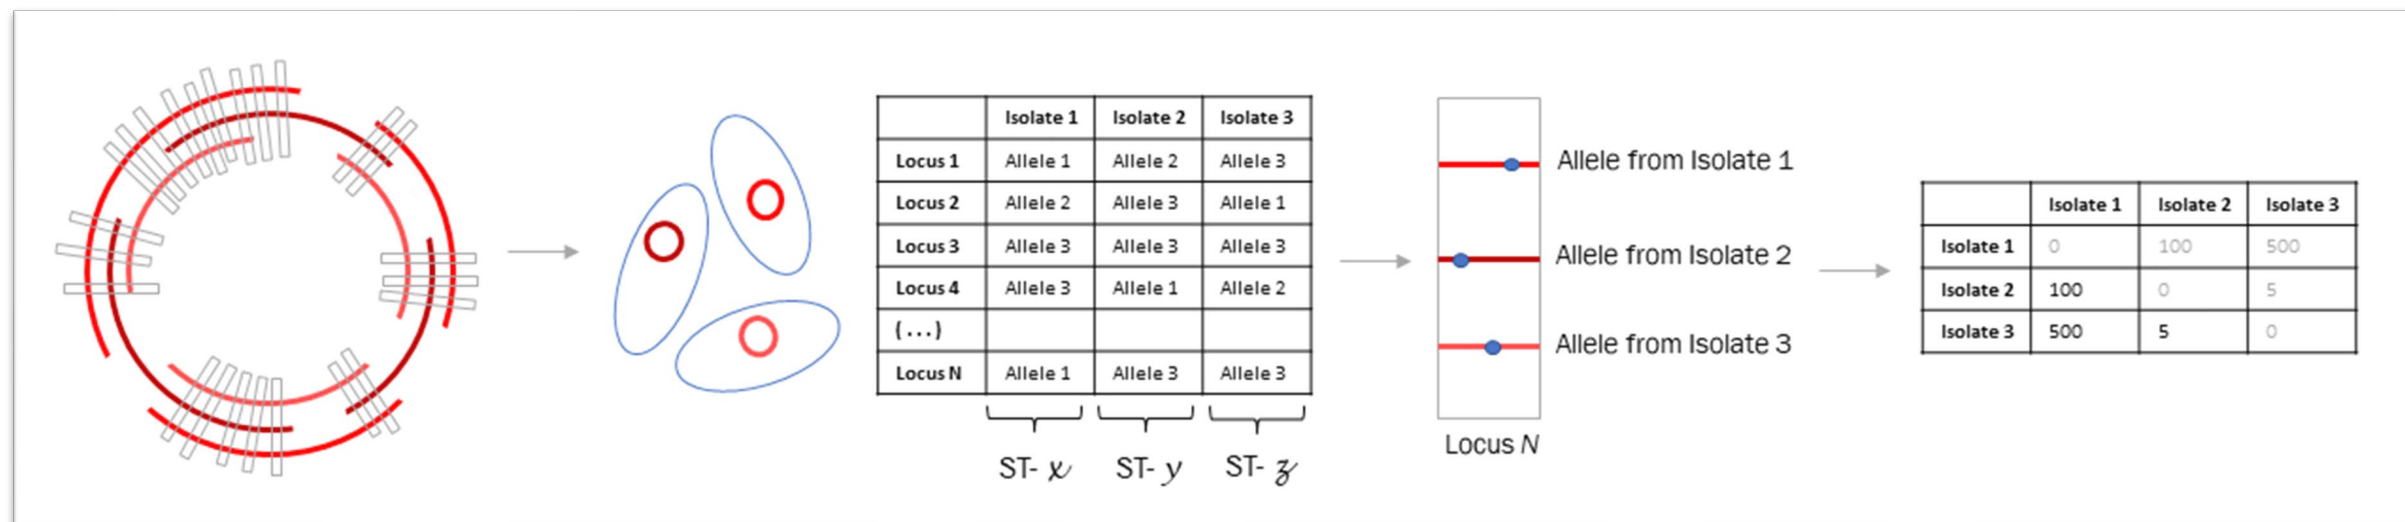 Isolate 1 Isolate 2 Isolate 3
Locus 1 Allele 1 Allele 2 Allele 3
Locus 2 Allele 2 Allele 3 Allele 1
Locus 3 Allele 3 Allele 3 Allele 3
Locus 4 Allele 3 Allele 1 Allele 2
(...)
Locus N Allele 1 Allele 3 Allele 3
ST- x ST- y ST- z
Allele from Isolate 1
Allele from Isolate 2
Allele from Isolate 3
Locus N
Isolate 1 Isolate 2 Isolate 3
Isolate 1 0 100 500
Isolate 2 100 0 5
Isolate 3 500 5 0